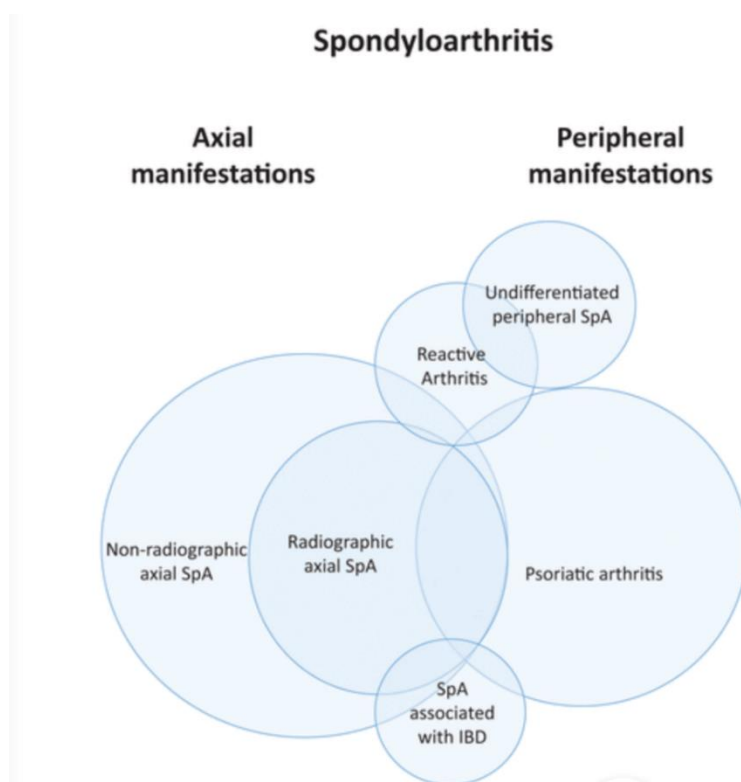 Spondyloarthritis
Axial
manifestations
Peripheral
manifestations
Undifferentiated
peripheral SpA
Reactive
Arthritis
Non-radiographic
axial SpA
Radiographic
axial SpA
Psoriatic arthritis
SpA
associated
with IBD